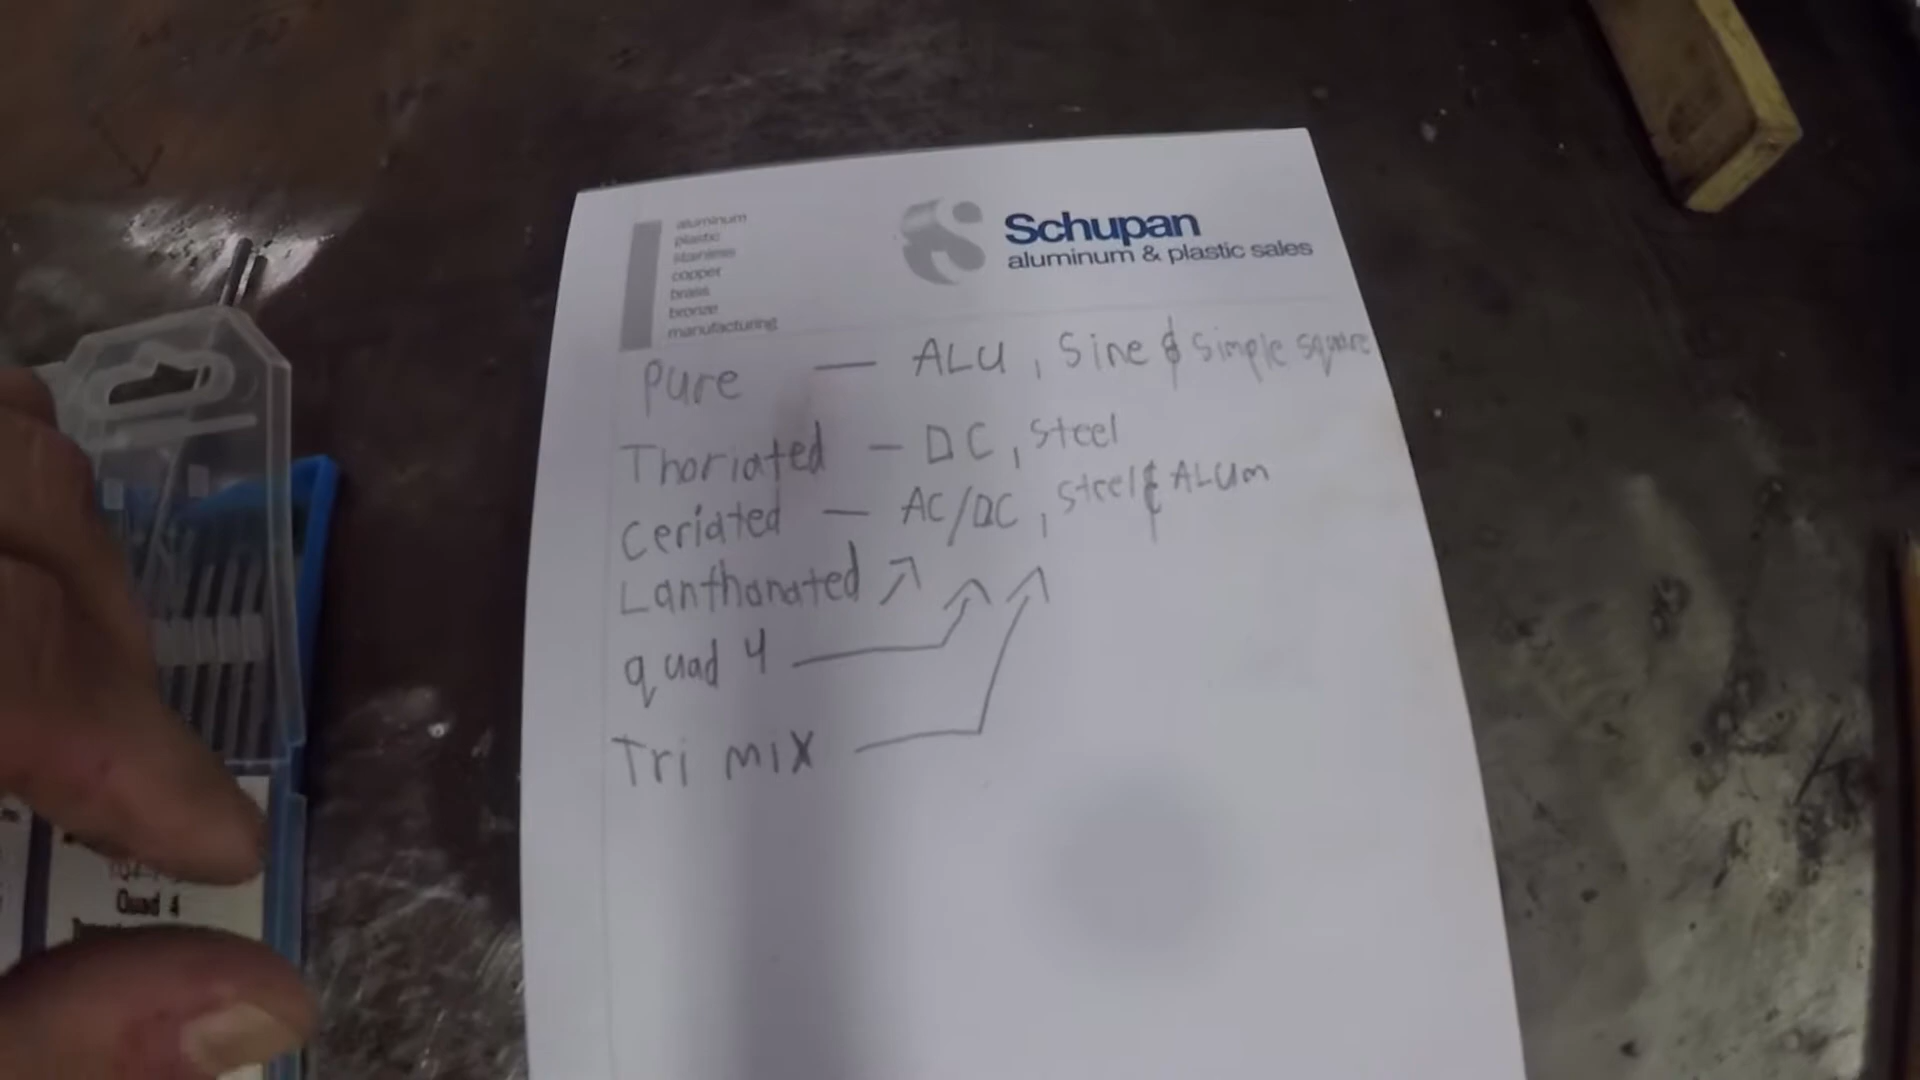 aluminum
plastic
stainless
copper
brass
bronze
manufacturing
Schupan
aluminum & plastic sales
Pure — ALU, Sine & Simple square
Thoriated — DC, Steel
Ceriated — AC/DC, Steel & ALUm
Lanthanated
quad 4
Tri mix
Quad 4